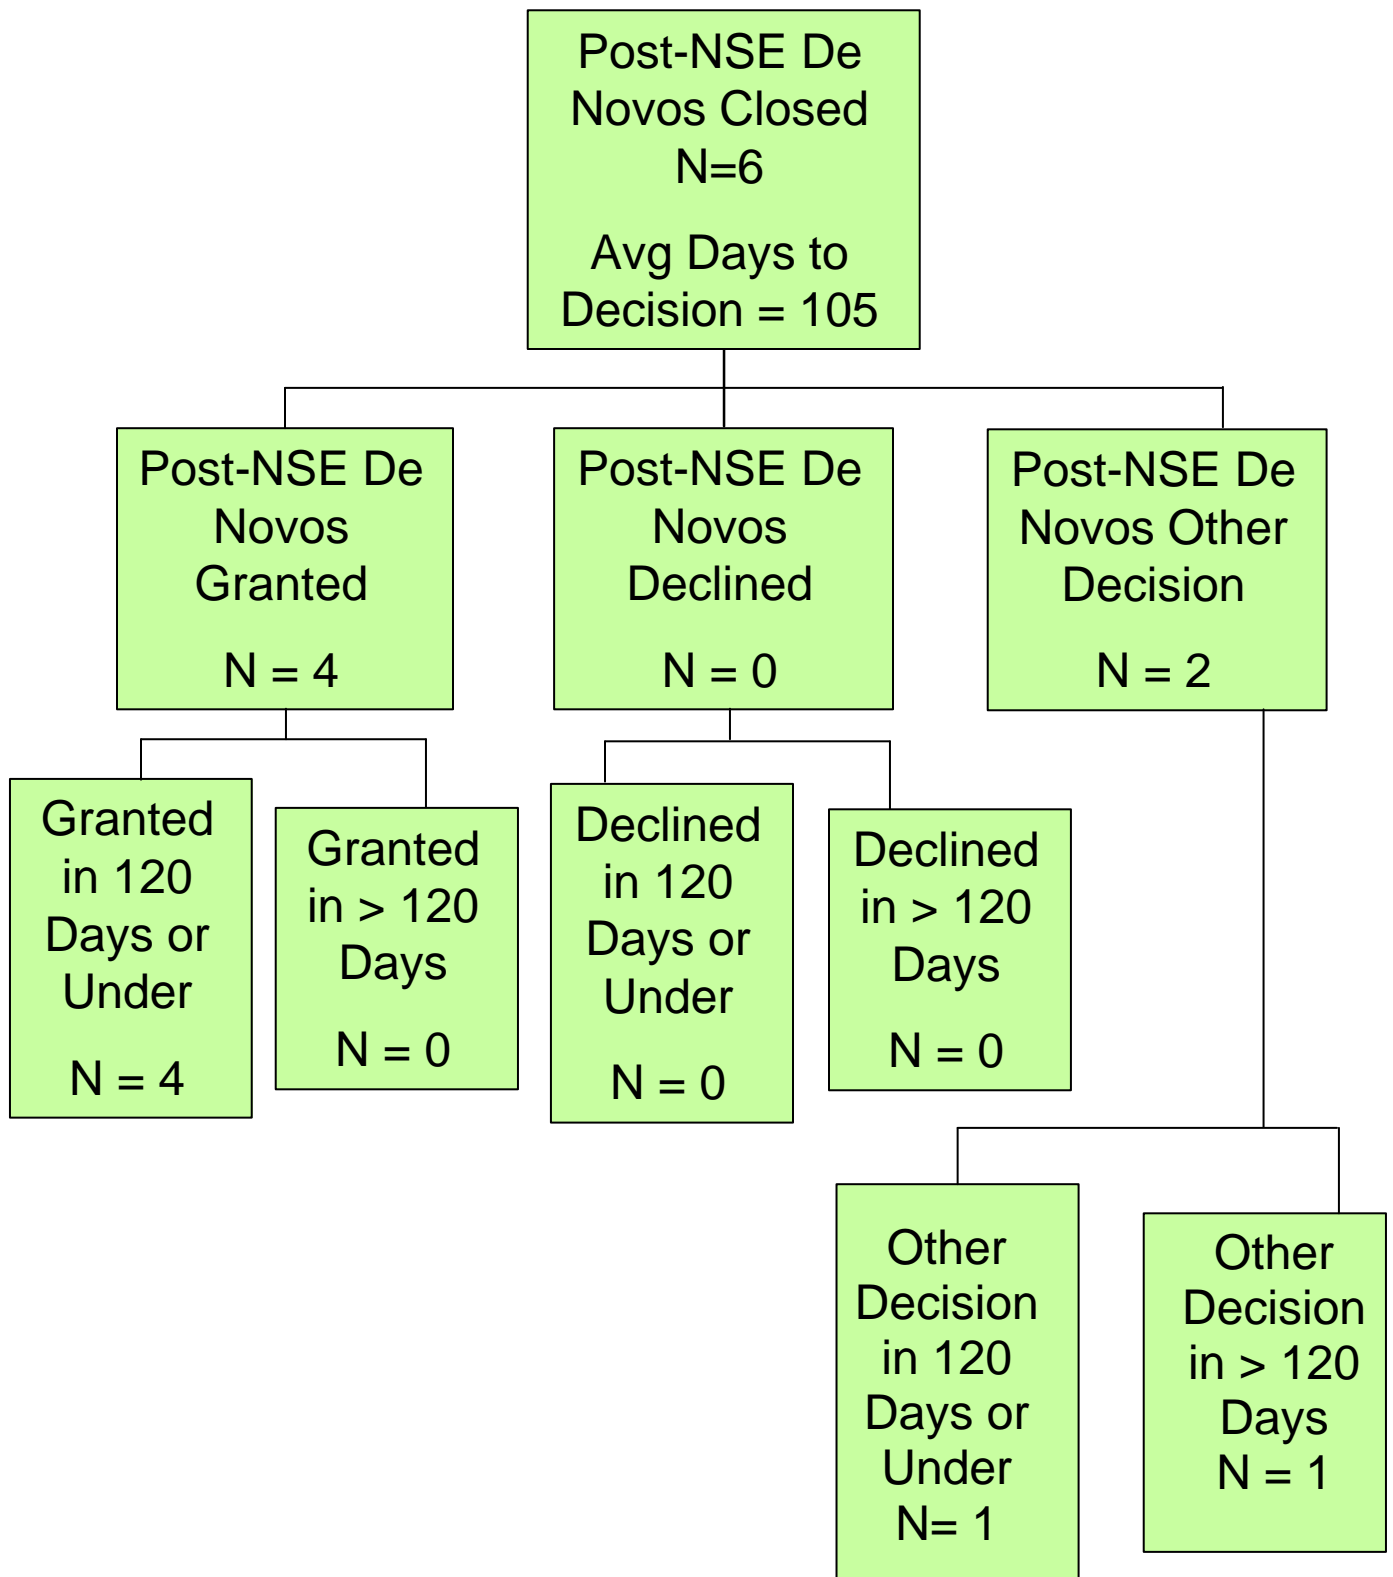 Post-NSE De
Novos Closed
N=6
Avg Days to
Decision = 105
Post-NSE De
Novos
Granted
N = 4
Post-NSE De
Novos
Declined
N = 0
Post-NSE De
Novos Other
Decision
N = 2
Granted
in 120
Days or
Under
N = 4
Granted
in > 120
Days
N = 0
Declined
in 120
Days or
Under
N = 0
Declined
in > 120
Days
N = 0
Other
Decision
in 120
Days or
Under
N= 1
Other
Decision
in > 120
Days
N = 1